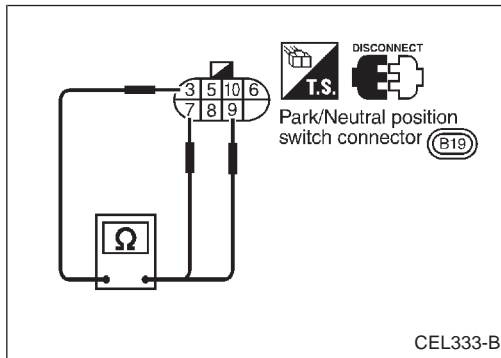 DISCONNECT
T.S.
3 5 10 6
7 8 9
Park/Neutral position
switch connector B19
Ω
CEL333-B